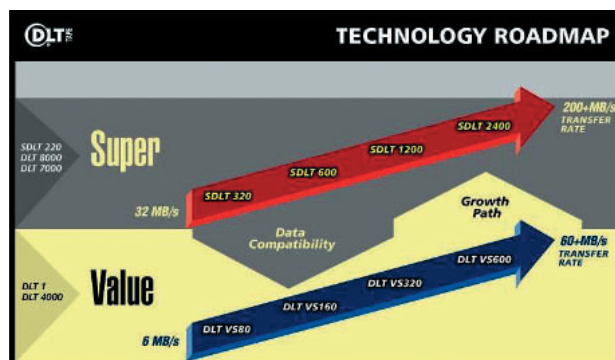 DLT TAPE
TECHNOLOGY ROADMAP
SDLT 220
DLT 8000
DLT 7000
Super
32 MB/s
SDLT 320
SDLT 600
SDLT 1200
SDLT 2400
200+MB/s
TRANSFER
RATE
Data
Compatibility
Growth
Path
DLT 1
DLT 4000
Value
6 MB/s
DLT VS80
DLT VS160
DLT VS320
DLT VS600
60+MB/s
TRANSFER
RATE